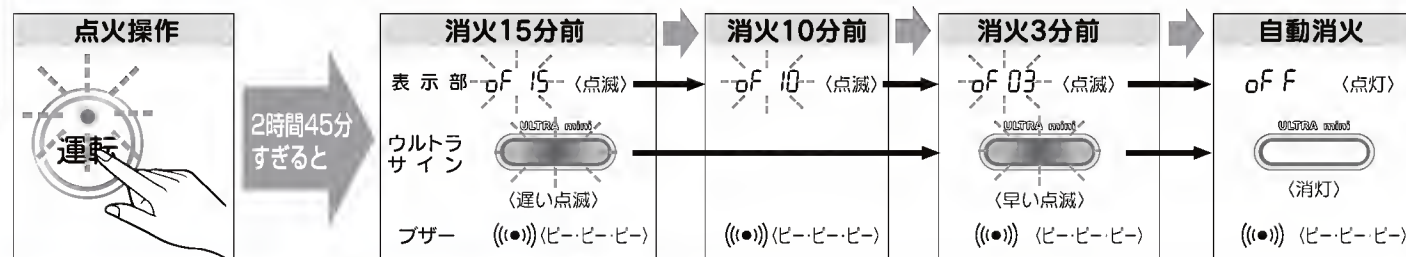 点火操作
運転
2時間45分
すぎると
消火15分前
表示部 oF 15 〈点滅〉
ウルトラ
サイン
ULTRA mini
〈遅い点滅〉
ブザー 〈ピー・ピー・ピー〉
消火10分前
oF 10 〈点滅〉
〈ピー・ピー・ピー〉
消火3分前
oF 03 〈点滅〉
ULTRA mini
〈早い点滅〉
〈ピー・ピー・ピー〉
自動消火
oFF 〈点灯〉
ULTRA mini
〈消灯〉
〈ピー・ピー・ピー〉